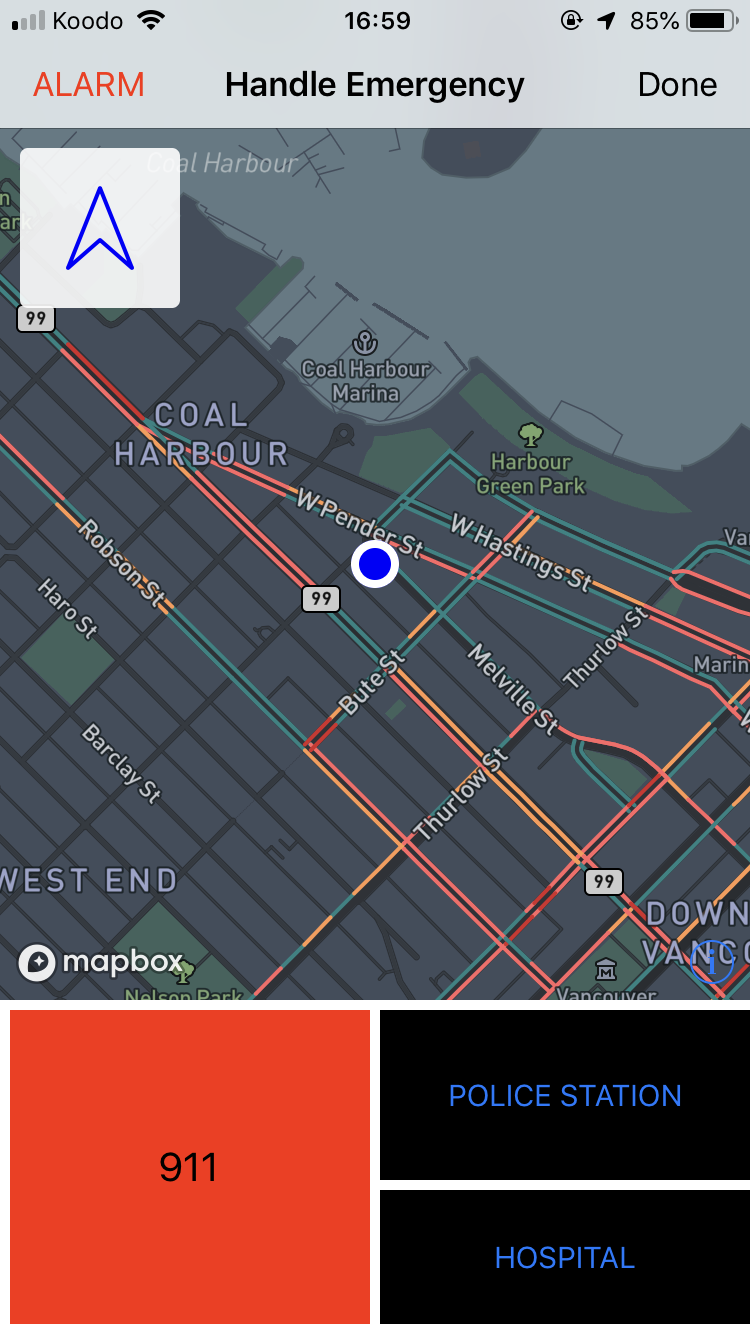 Koodo
16:59
85%
ALARM
Handle Emergency
Done
Coal Harbour
99
Coal Harbour
Marina
COAL
HARBOUR
Harbour
Green Park
W Pender St
W Hastings St
Robson St
Haro St
99
Bute St
Melville St
Thurlow St
Marin
Barclay St
Thurlow St
WEST END
99
DOWN
VANCO
mapbox
Nelson Park
Vancouver
911
POLICE STATION
HOSPITAL